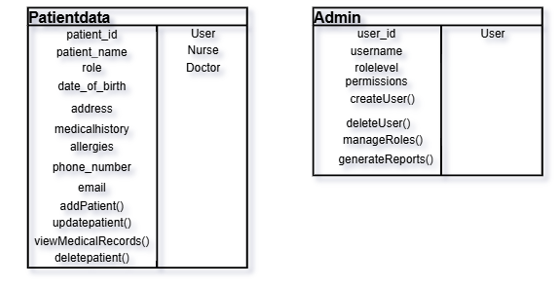 Patientdata
patient_id
patient_name
role
date_of_birth
address
medicalhistory
allergies
phone_number
email
addPatient()
updatepatient()
viewMedicalRecords()
deletepatient()
User
Nurse
Doctor
Admin
user_id
username
rolelevel
permissions
createUser()
deleteUser()
manageRoles()
generateReports()
User